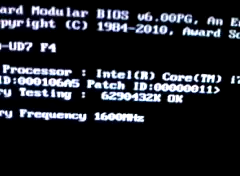 ard Modular BIOS v6.00PG, An E
opyright (C) 1984-2010, Award So
-UD7 F4
Processor : Intel(R) Core(TM) i7
ID:000106A5 Patch ID:00000011>
ry Testing : 6290432K OK
ry Frequency 1600MHz